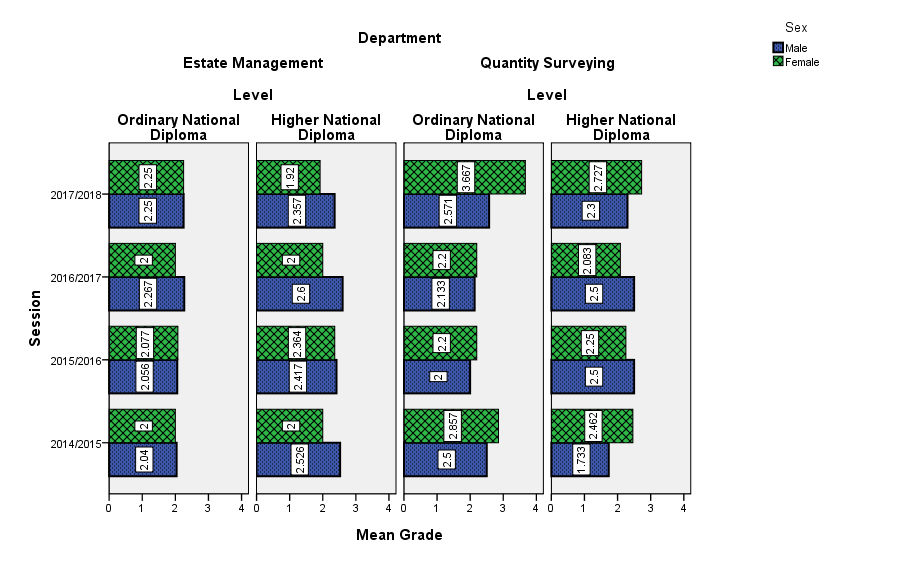 Department
Estate Management
Quantity Surveying
Level
Level
Ordinary National
Diploma
Higher National
Diploma
Ordinary National
Diploma
Higher National
Diploma
Sex
Male
Female
Session
2017/2018
2.25
1.92
3.667
2.727
2.25
2.357
2.571
2.3
2016/2017
2
2
2.2
2.083
2.267
2.6
2.133
2.5
2015/2016
2.077
2.364
2.2
2.25
2.056
2.417
2
2.5
2014/2015
2
2
2.857
2.462
2.04
2.526
2.5
1.733
0 1 2 3 4 0 1 2 3 4 0 1 2 3 4 0 1 2 3 4
Mean Grade